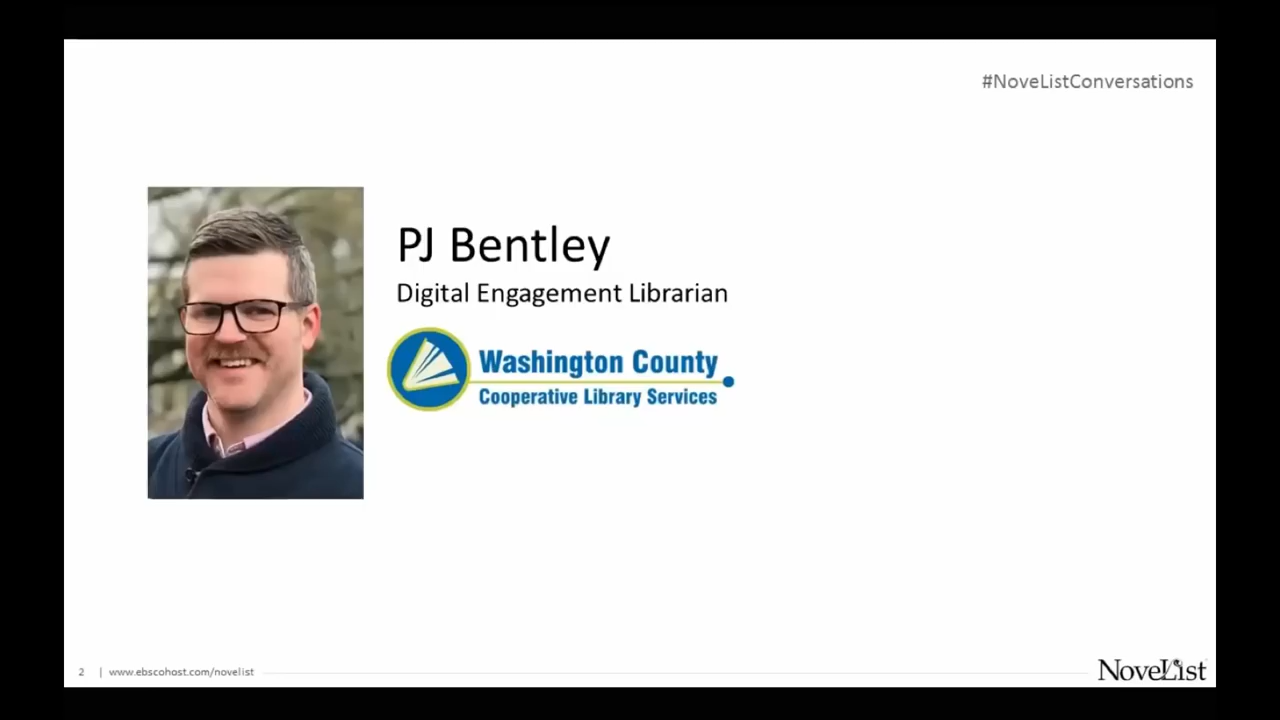 #NoveListConversations
PJ Bentley
Digital Engagement Librarian
Washington County
Cooperative Library Services
2 | www.ebscohost.com/novelist
NoveList